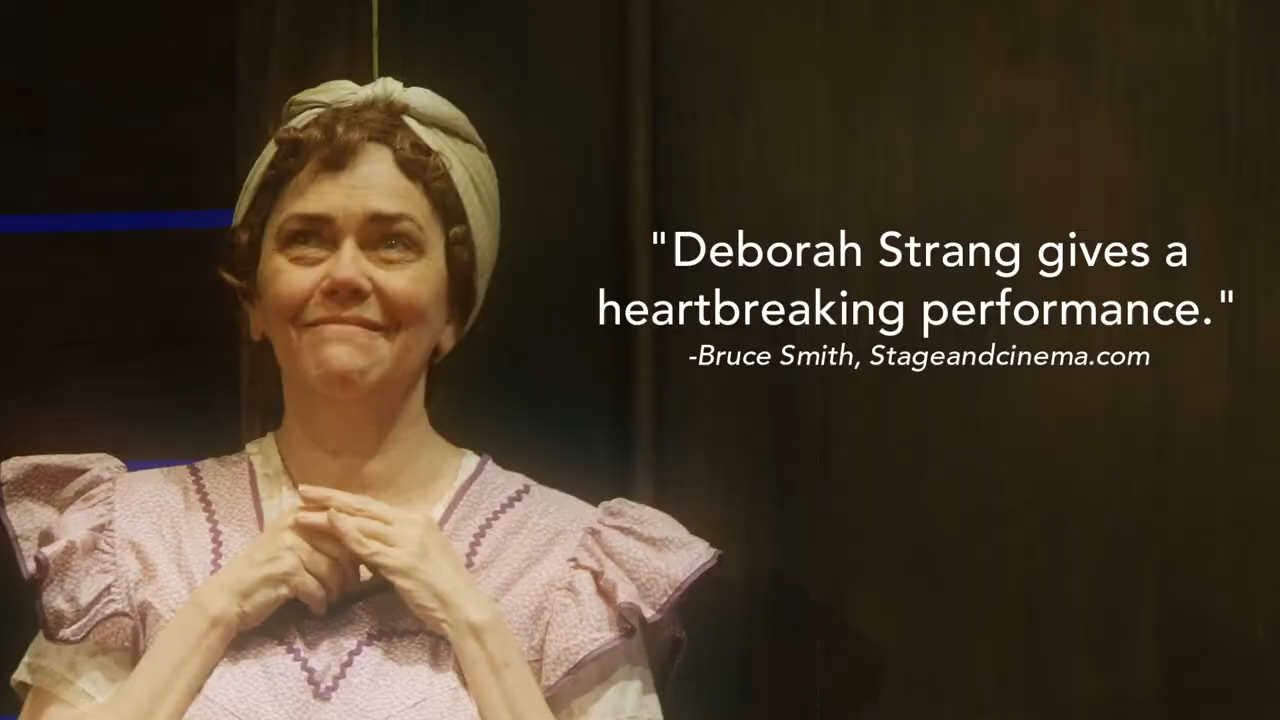 "Deborah Strang gives a
heartbreaking performance."
-Bruce Smith, Stageandcinema.com